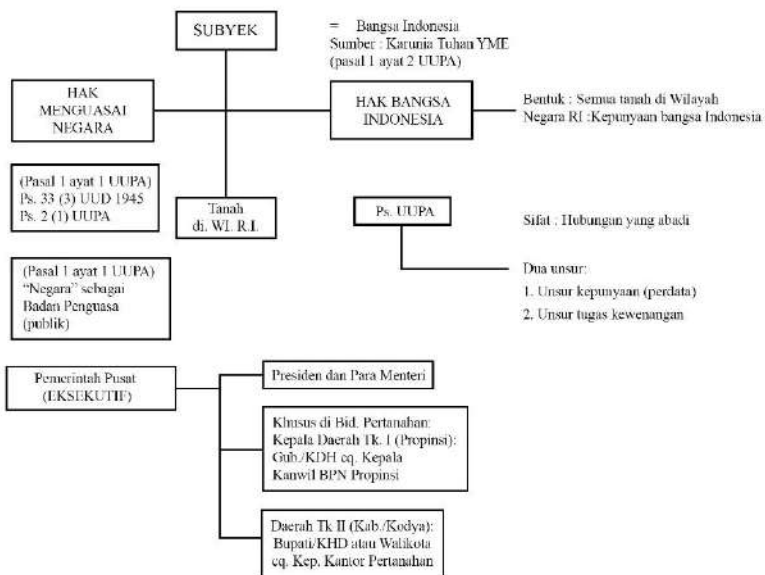 SUBYEK
= Bangsa Indonesia
Sumber : Karunia Tuhan YME
(pasal 1 ayat 2 UUPA)
HAK
MENGUASAI
NEGARA
HAK BANGSA
INDONESIA
Bentuk : Semua tanah di Wilayah
Negara RI :Kepunyaan bangsa Indonesia
(Pasal 1 ayat 1 UUPA)
Ps. 33 (3) UUD 1945
Ps. 2 (1) UUPA
Tanah
di. WI. R.I.
Ps. UUPA
Sifat : Hubungan yang abadi
(Pasal 1 ayat 1 UUPA)
“Negara” sebagai
Badan Penguasa
(publik)
Dua unsur:
1. Unsur kepunyaan (perdata)
2. Unsur tugas kewenangan
Pemerintah Pusat
(EKSEKUTIF)
Presiden dan Para Menteri
Khusus di Bid. Pertanahan:
Kepala Daerah Tk. I (Propinsi):
Gub./KDH cq. Kepala
Kanwil BPN Propinsi
Daerah Tk II (Kab./Kodya):
Bupati/KHD atau Walikota
cq. Kep. Kantor Pertanahan